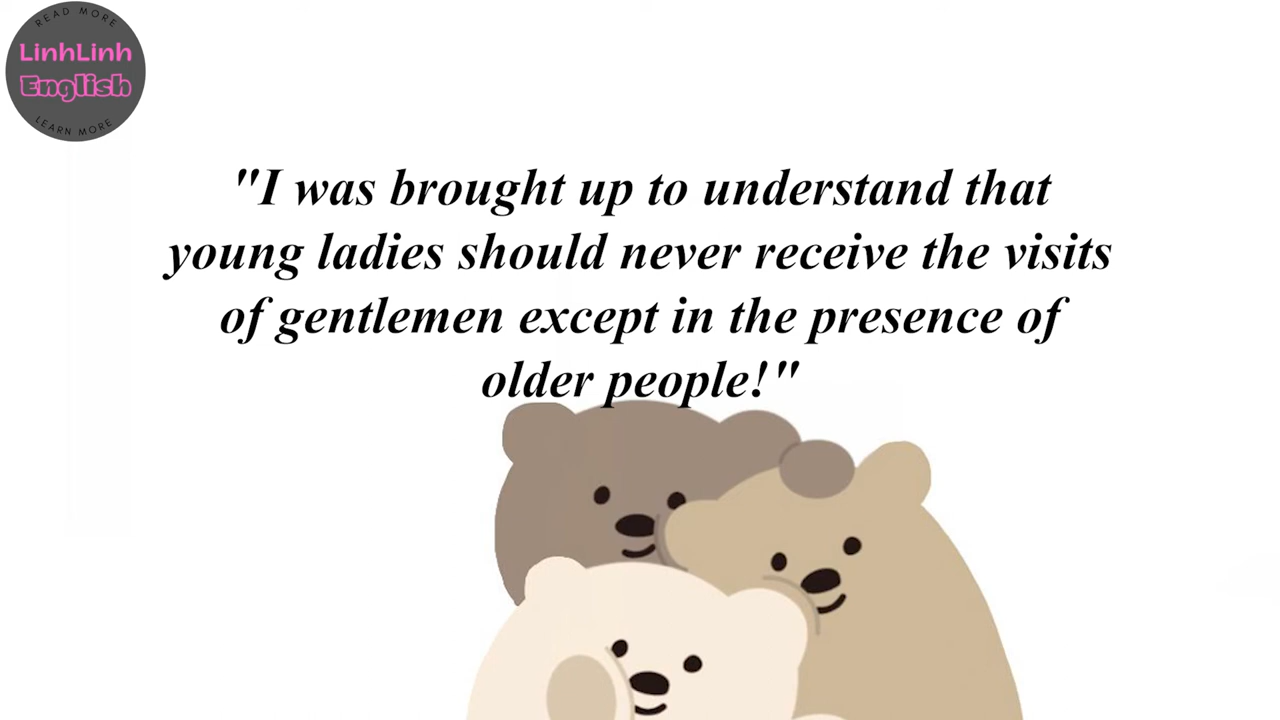 READ MORE
LinhLinh
English
LEARN MORE
"I was brought up to understand that
young ladies should never receive the visits
of gentlemen except in the presence of
older people!"